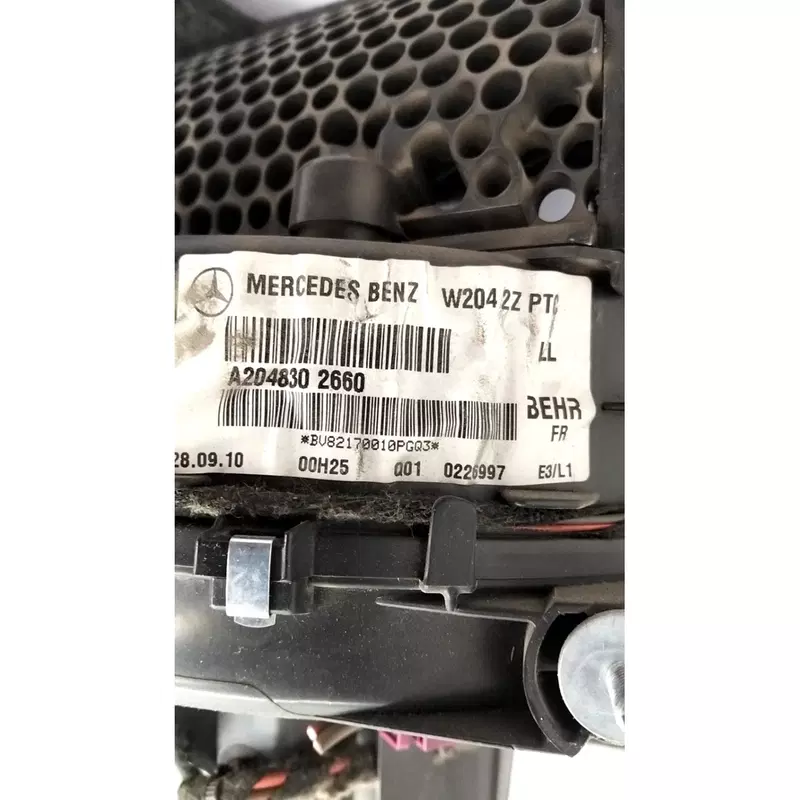 MERCEDES BENZ W204 2Z PTC
LL
A204830 2660
BEHR
*BV82170010PGQ3*
FR
28.09.10 00H25 Q01 0226997 E3/L1